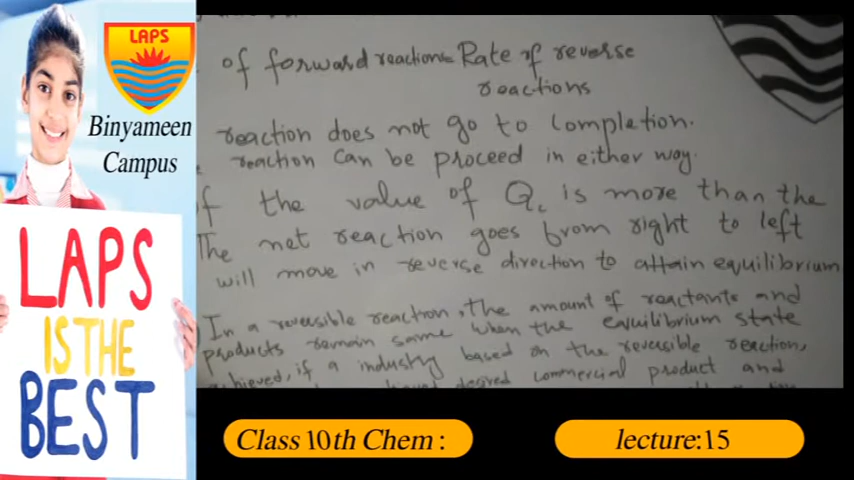 LAPS
Binyameen
Campus
LAPS
IS THE
BEST
of forward reaction = Rate of reverse
reactions
reaction does not go to completion.
reaction can be proceed in either way.
If the value of Qc is more than the
The net reaction goes from right to left
will move in reverse direction to attain equilibrium
In a reversible reaction, The amount of reactants and
products remain same when the equilibrium state
achieved, if a industry based on the reversible reaction,
desired commercial product and
Class 10th Chem :
lecture:15